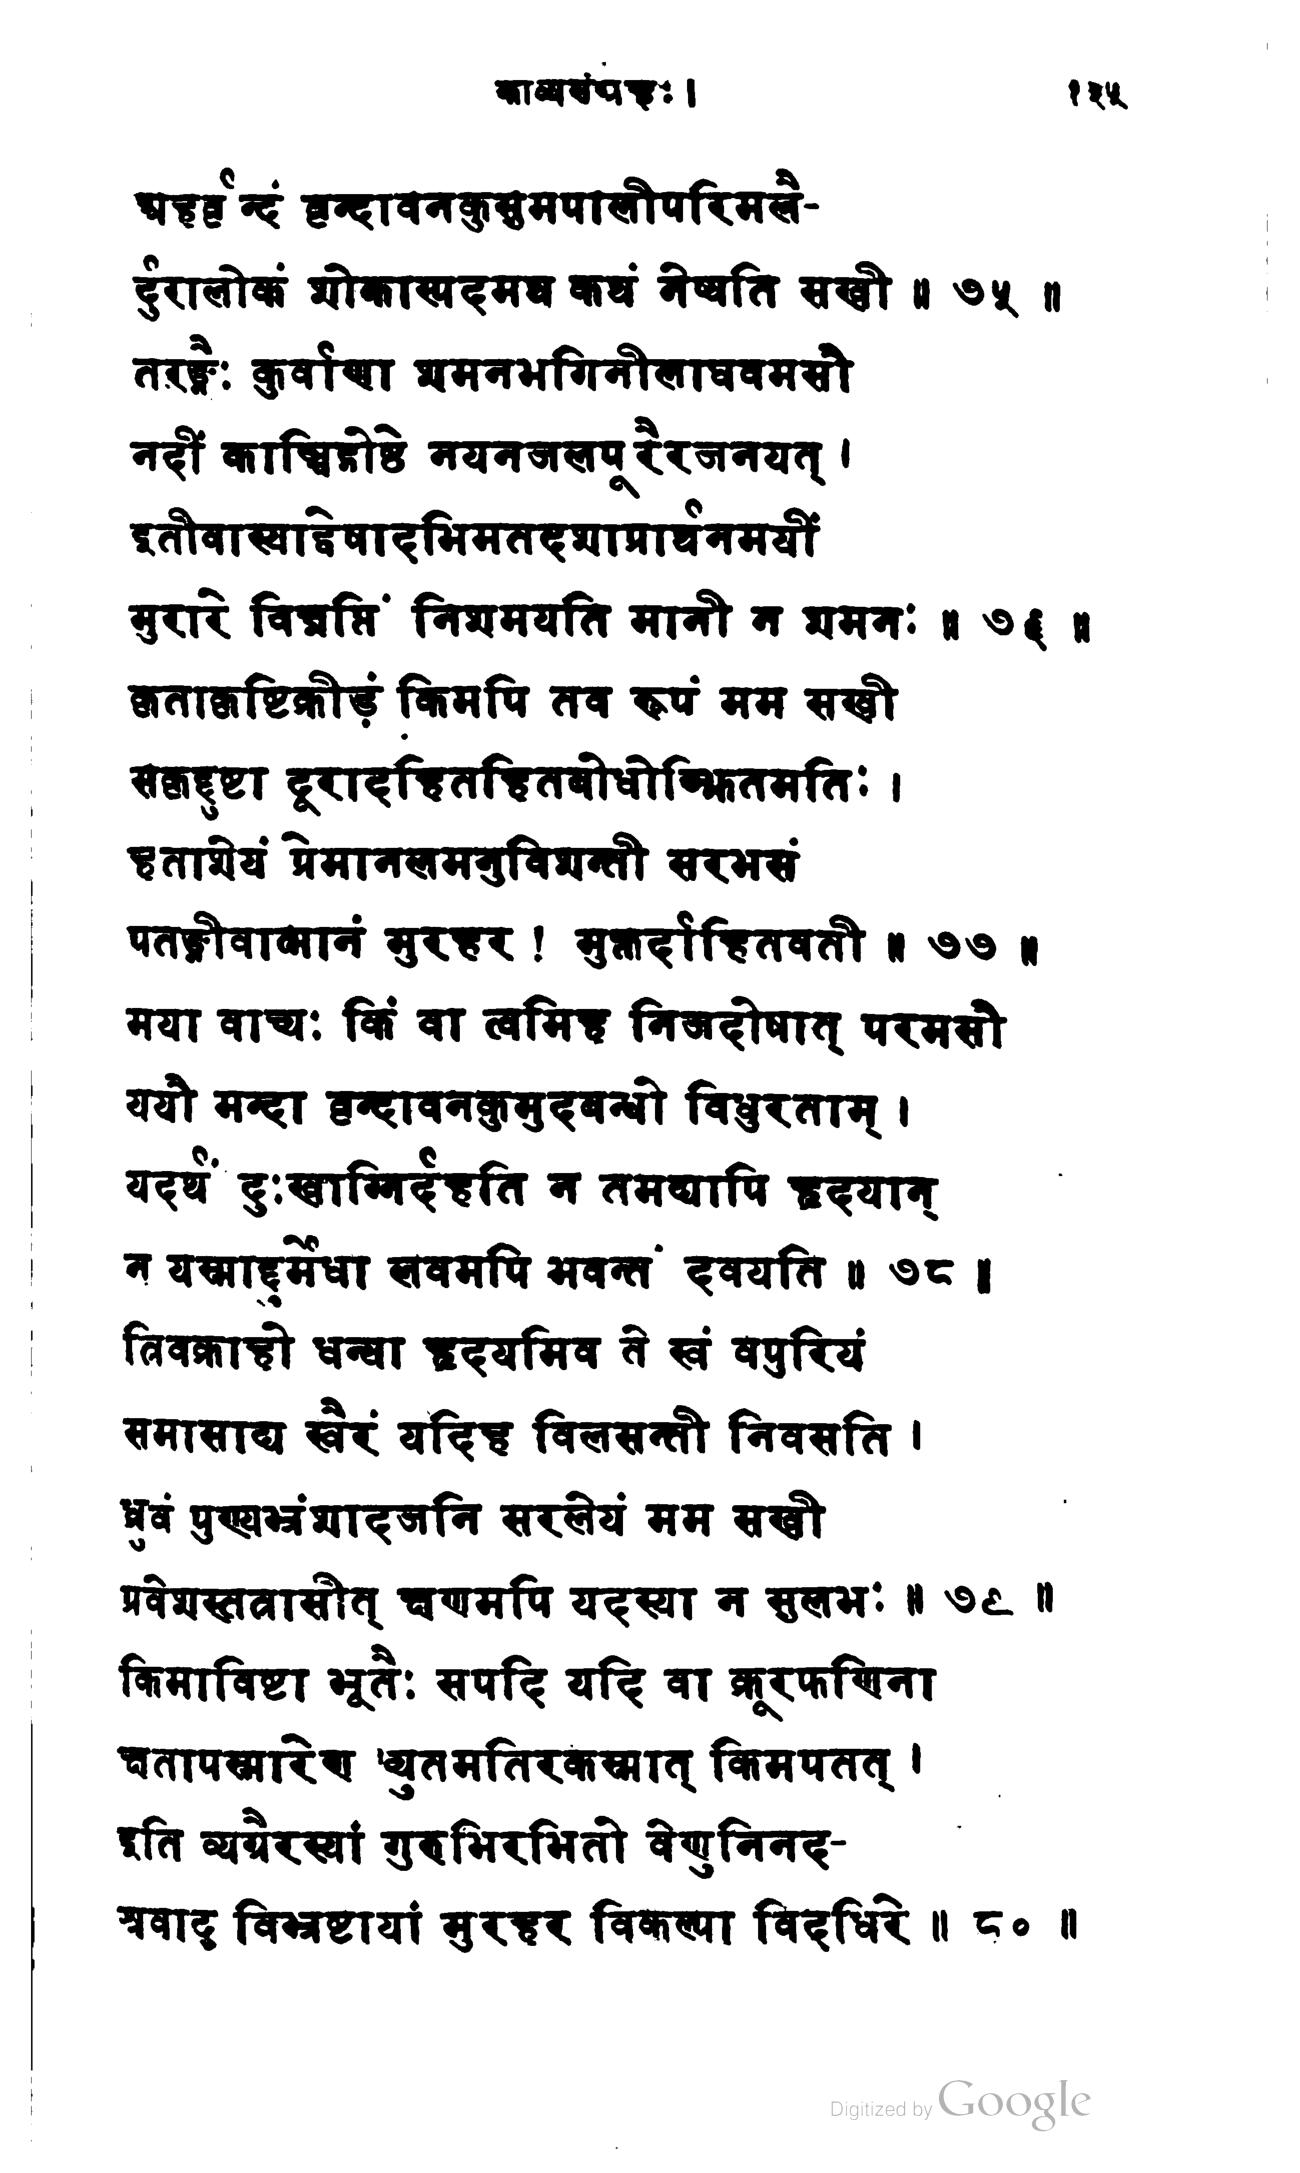 काव्यसंग्रहः। १३५
महर्व्वृन्दं वृन्दावनकुसुमपालीपरिमलै-
र्दुरालोकं शोकास्पदमथ कथं नेष्यति सखी ॥ ७५ ॥
तरङ्गैः कुर्वाणा शमनभगिनीलाघवमसौ
नदीं काञ्चिद्गोष्ठे नयनजलपूरैरजनयत् ।
इतीवास्याद्वेषादभिमतदशाप्रार्थनमयीं
मुरारे विज्ञप्तिं निशमयति मानी न शमनः ॥ ७६ ॥
कृताकृष्टिक्रीडं किमपि तव रूपं मम सखी
सकृद्दृष्टा दूरादहितहितबोधोज्झितमतिः ।
हताशेयं प्रेमानलमनुविशन्ती सरभसं
पतङ्गीवात्मानं मुरहर ! मुहुर्दाहितवती ॥ ७७ ॥
मया वाच्यः किं वा त्वमिह निजदोषात् परमसौ
ययौ मन्दा वृन्दावनकुमुदबन्धो विधुरताम् ।
यदर्थं दुःखाग्निर्दहति न तमद्यापि हृदयान्
न यस्माद्दुर्मेधा लवमपि भवन्तं दवयति ॥ ७८ ॥
त्रिवक्राहो धन्या हृदयमिव ते स्वं वपुरियं
समासाद्य स्वैरं यदिह विलसन्ती निवसति ।
ध्रुवं पुण्यभ्रंशादजनि सरलेयं मम सखी
प्रवेशस्तत्रासीत् क्षणमपि यदस्या न सुलभः ॥ ७९ ॥
किमाविष्टा भूतैः सपदि यदि वा क्रूरफणिना
क्षतापस्मारेण च्युतमतिरकस्मात् किमपतत् ।
इति व्यग्रैरस्यां गुरुभिरभितो वेणुनिनद-
श्रवादु विभ्रष्टायां मुरहर विकल्पा विदधिरे ॥ ८० ॥
Digitized by Google